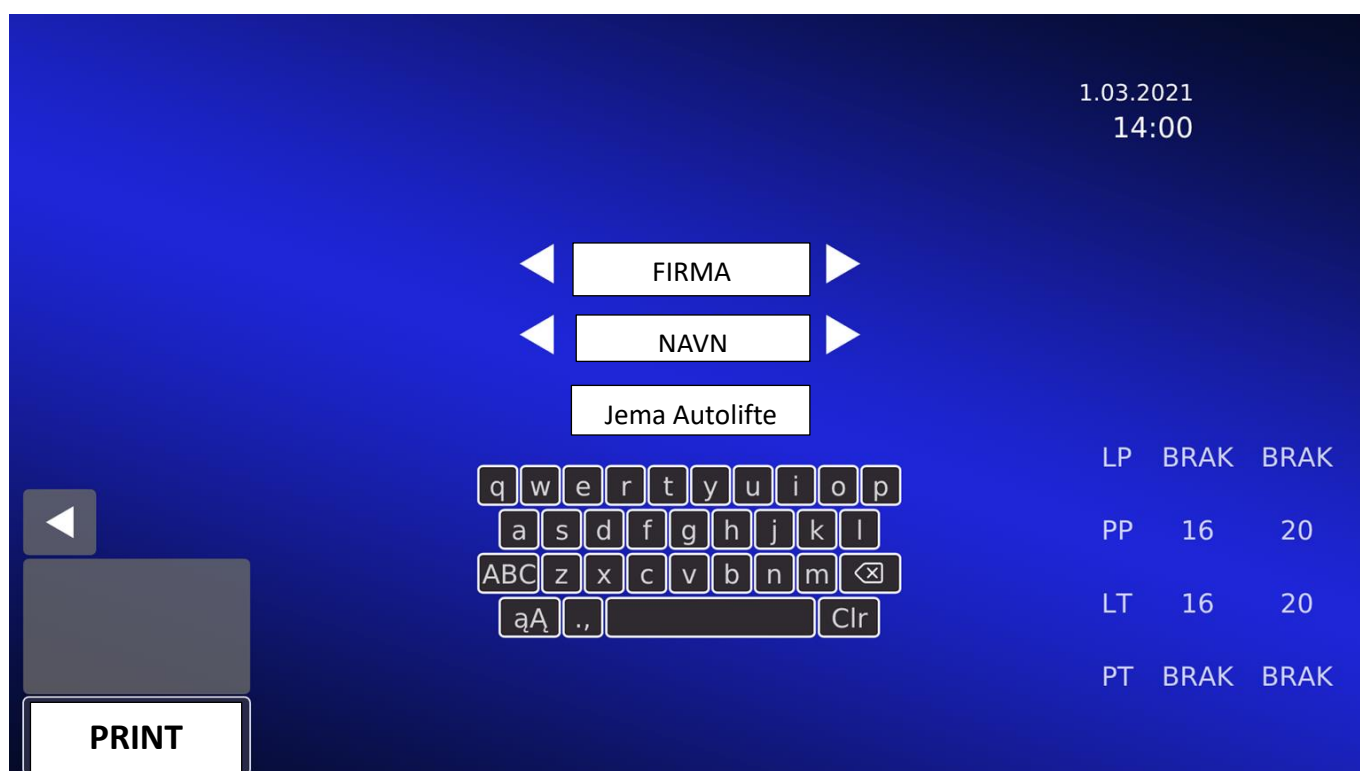 1.03.2021
14:00
FIRMA
NAVN
Jema Autolifte
q w e r t y u i o p
a s d f g h j k l
ABC z x c v b n m
ąĄ ., Clr
LP BRAK BRAK
PP 16 20
LT 16 20
PT BRAK BRAK
PRINT